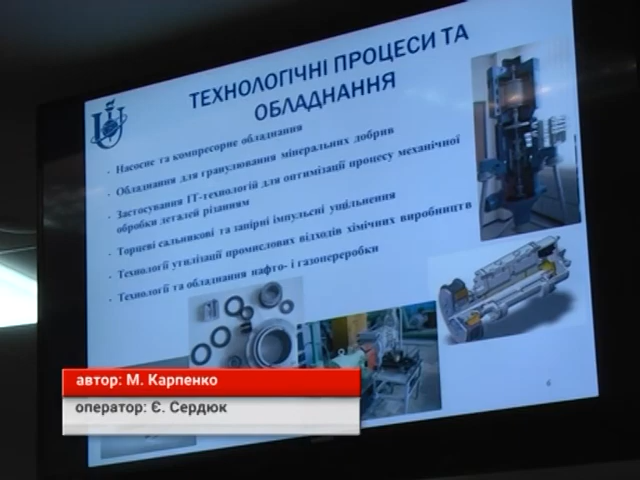 ТЕХНОЛОГІЧНІ ПРОЦЕСИ ТА
ОБЛАДНАННЯ
· Насосне та компресорне обладнання
· Обладнання для гранулювання мінеральних добрив
· Застосування ІТ-технологій для оптимізації процесу механічної
обробки деталей різанням
· Торцеві сальникові та запірні імпульсні ущільнення
· Технології утилізації промислових відходів хімічних виробництв
· Технології та обладнання нафто- і газопереробки
6
автор: М. Карпенко
оператор: Є. Сердюк